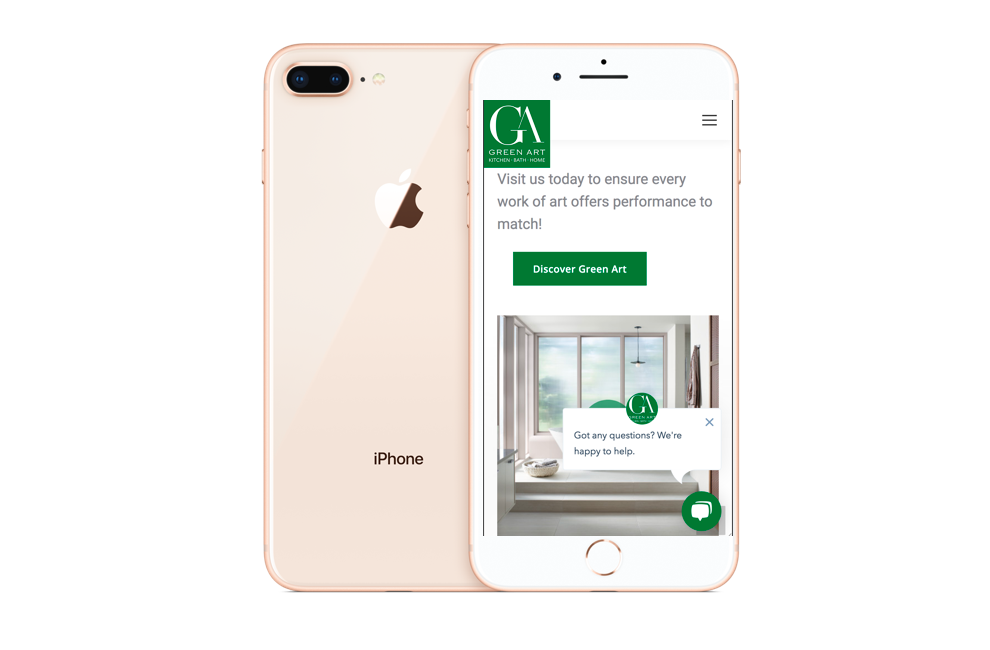 GA
GREEN ART
KITCHEN · BATH · HOME
Visit us today to ensure every
work of art offers performance to
match!
Discover Green Art
GA
GREEN ART
Got any questions? We're
happy to help.
iPhone